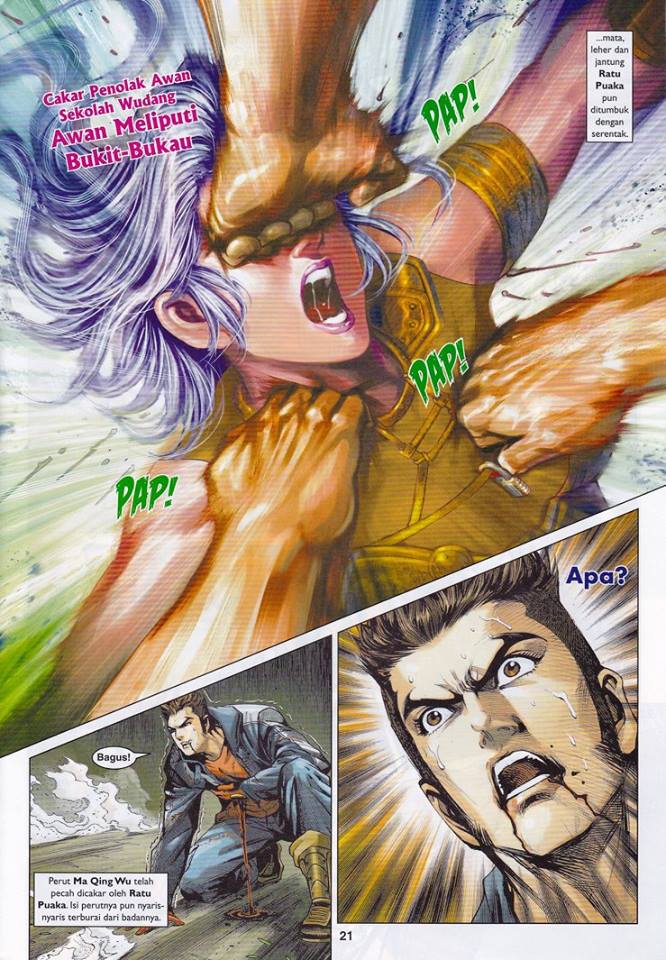 Cakar Penolak Awan
Sekolah Wudang
Awan Meliputi
Bukit-Bukau
...mata,
leher dan
jantung
Ratu
Puaka
pun
ditumbuk
dengan
serentak.
PAP!
PAP!
PAP!
Apa?
Bagus!
Perut Ma Qing Wu telah
pecah dicakar oleh Ratu
Puaka. Isi perutnya pun nyaris-
nyaris terburai dari badannya.
21